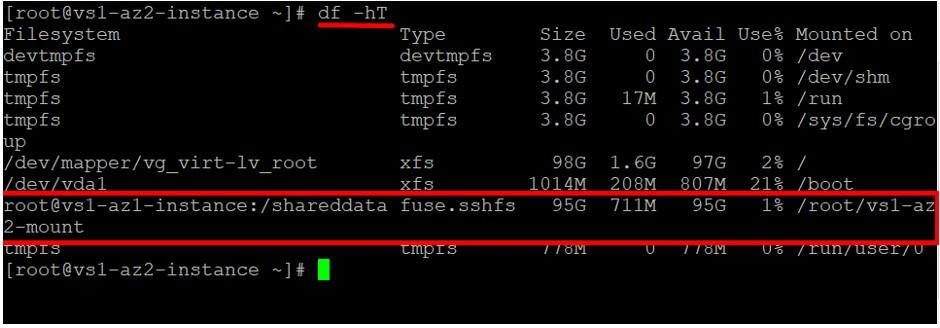 [root@vs1-az2-instance ~]# df -hT
Filesystem Type Size Used Avail Use% Mounted on
devtmpfs devtmpfs 3.8G 0 3.8G 0% /dev
tmpfs tmpfs 3.8G 0 3.8G 0% /dev/shm
tmpfs tmpfs 3.8G 17M 3.8G 1% /run
tmpfs tmpfs 3.8G 0 3.8G 0% /sys/fs/cgro
up
/dev/mapper/vg_virt-lv_root xfs 98G 1.6G 97G 2% /
/dev/vda1 xfs 1014M 208M 807M 21% /boot
root@vs1-az1-instance:/shareddata fuse.sshfs 95G 711M 95G 1% /root/vs1-az
2-mount
tmpfs tmpfs 778M 0 778M 0% /run/user/0
[root@vs1-az2-instance ~]#